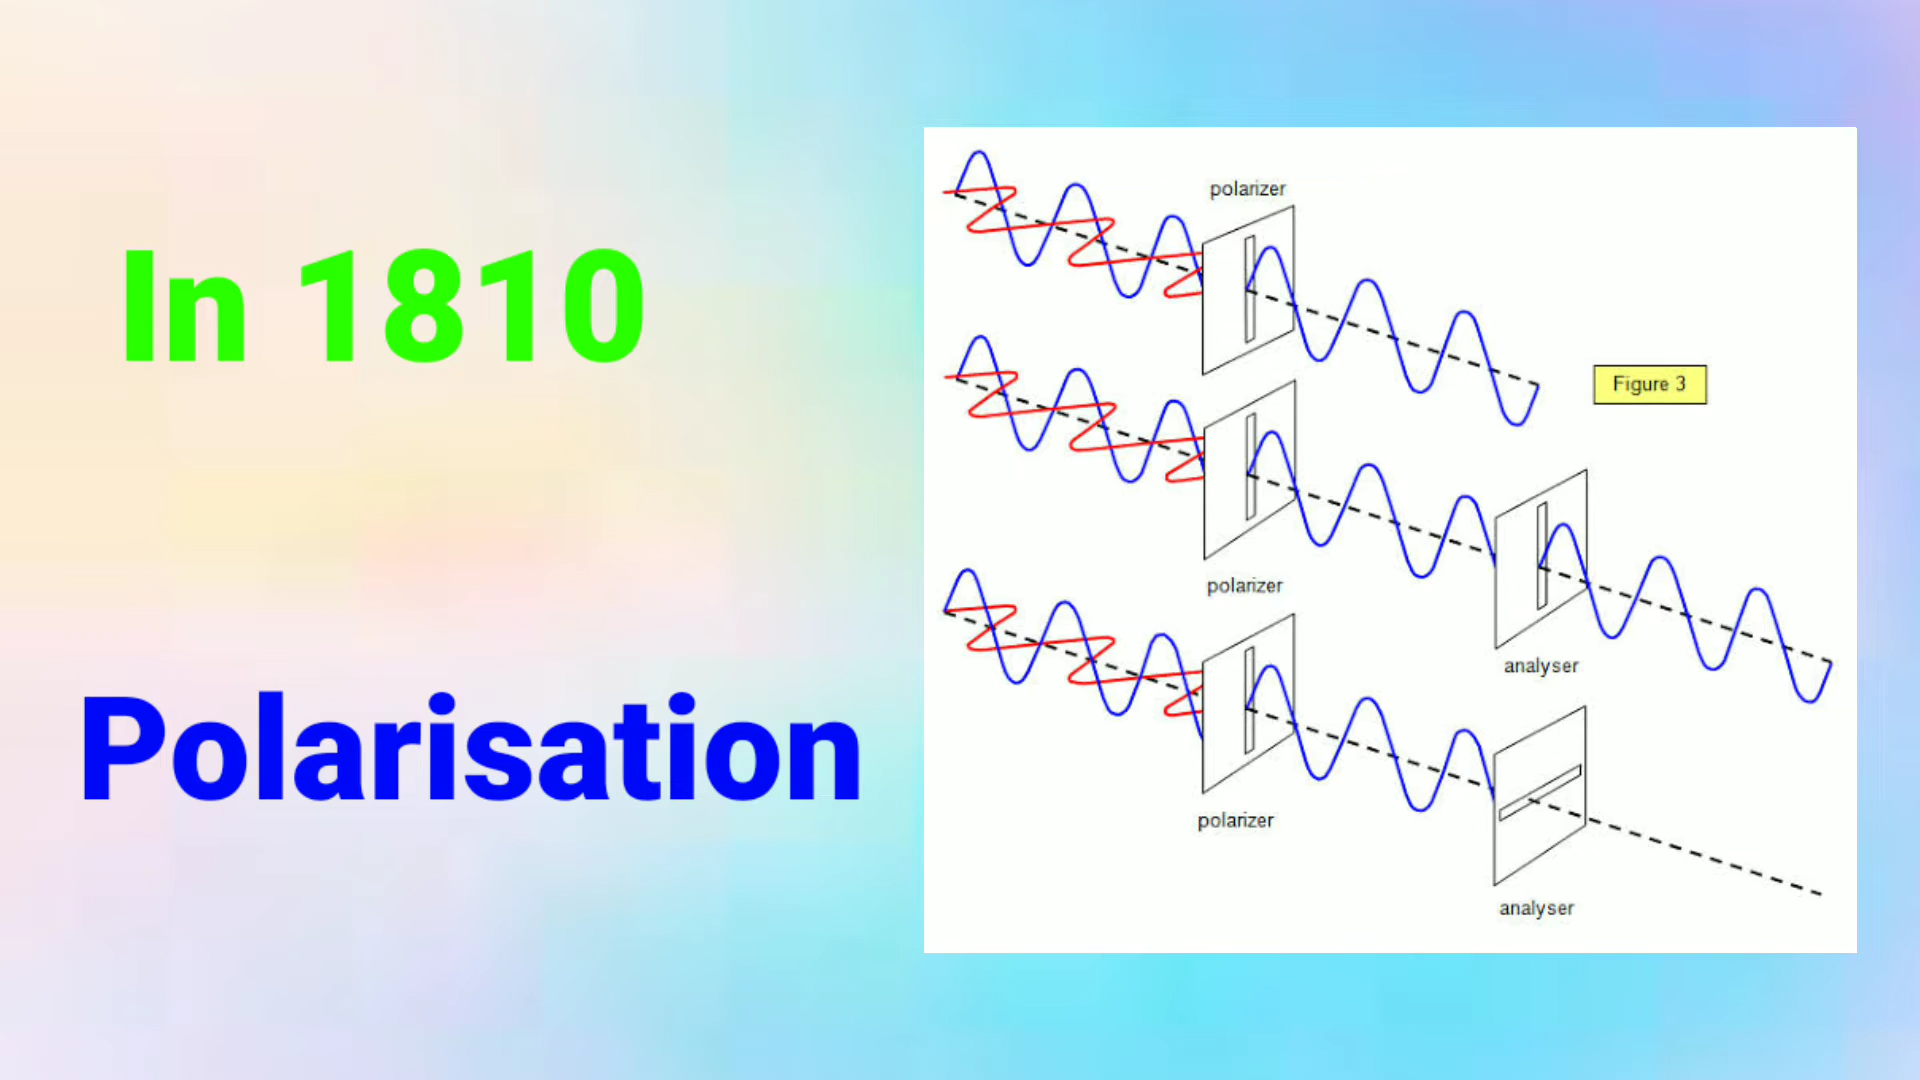 In 1810
Polarisation
polarizer
Figure 3
polarizer
analyser
polarizer
analyser